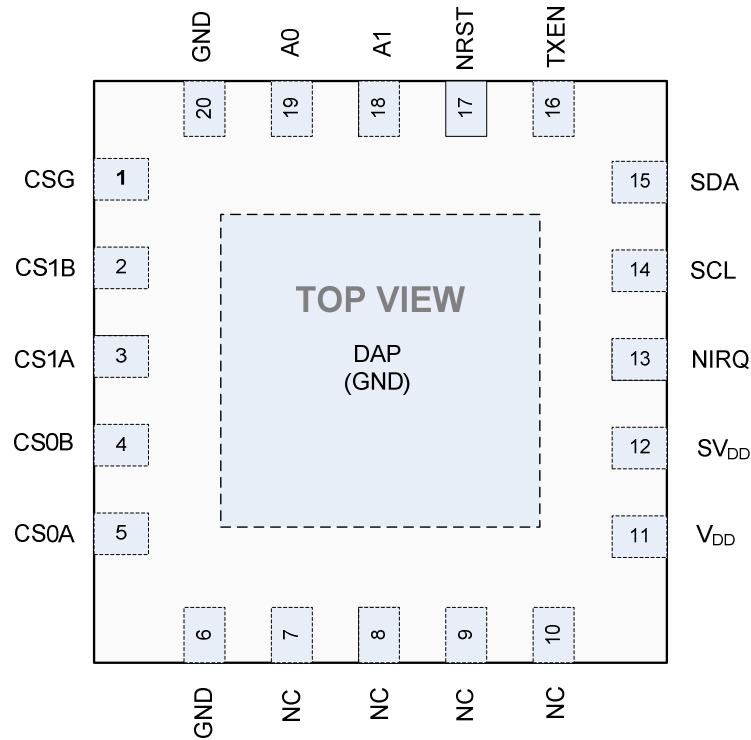 GND
A0
A1
NRST
TXEN
20
19
18
17
16
CSG
1
15
SDA
CS1B
2
14
SCL
TOP VIEW
CS1A
3
DAP
(GND)
13
NIRQ
CS0B
4
12
SVDD
CS0A
5
11
VDD
6
7
8
9
10
GND
NC
NC
NC
NC